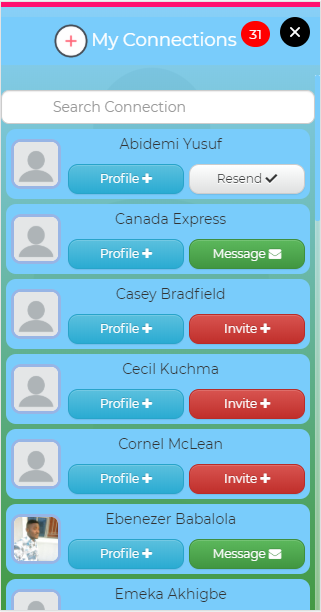 My Connections 31
Search Connection
Abidemi Yusuf
Profile Resend
Canada Express
Profile Message
Casey Bradfield
Profile Invite
Cecil Kuchma
Profile Invite
Cornel McLean
Profile Invite
Ebenezer Babalola
Profile Message
Emeka Akhigbe